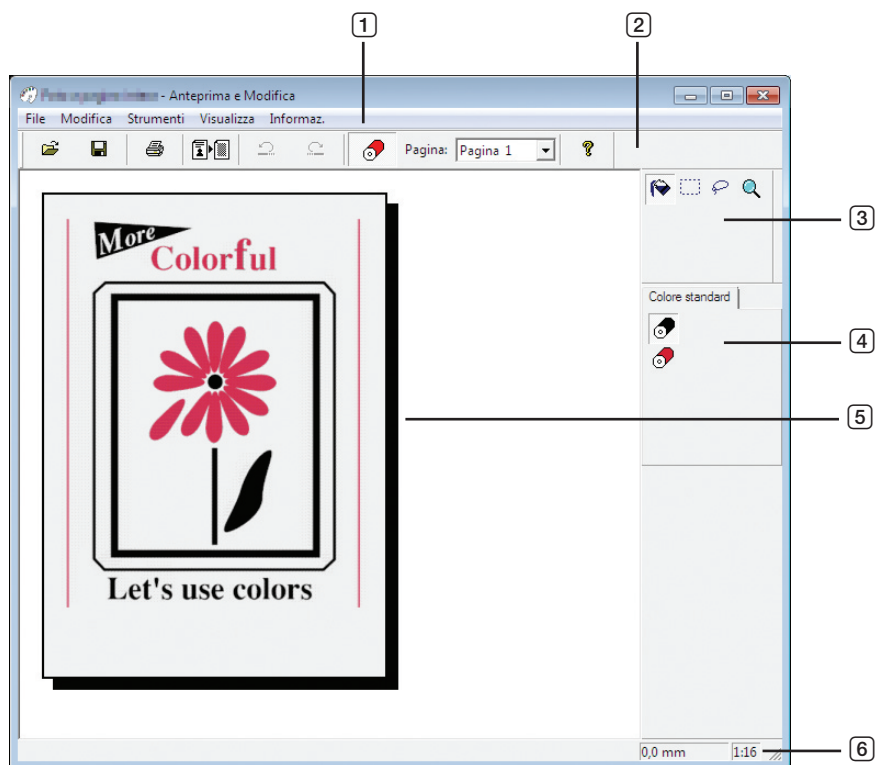 1
2
- Anteprima e Modifica
File Modifica Strumenti Visualizza Informaz.
Pagina: Pagina 1
3
More
Colorful
Colore standard
4
5
Let's use colors
0,0 mm 1:16
6